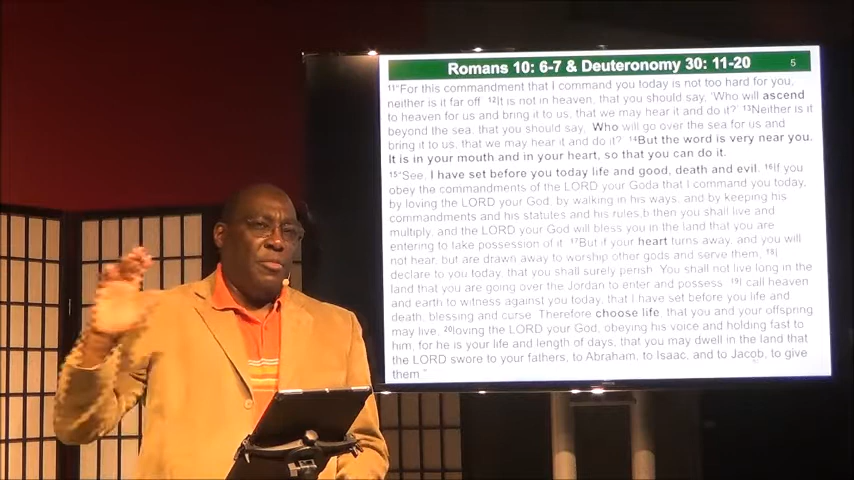 Romans 10: 6-7 & Deuteronomy 30: 11-20
5
11“For this commandment that I command you today is not too hard for you,
neither is it far off. 12It is not in heaven, that you should say, ‘Who will ascend
to heaven for us and bring it to us, that we may hear it and do it?’ 13Neither is it
beyond the sea, that you should say, ‘Who will go over the sea for us and
bring it to us, that we may hear it and do it?’ 14But the word is very near you.
It is in your mouth and in your heart, so that you can do it.
15“See, I have set before you today life and good, death and evil. 16If you
obey the commandments of the LORD your Goda that I command you today,
by loving the LORD your God, by walking in his ways, and by keeping his
commandments and his statutes and his rules,b then you shall live and
multiply, and the LORD your God will bless you in the land that you are
entering to take possession of it. 17But if your heart turns away, and you will
not hear, but are drawn away to worship other gods and serve them, 18I
declare to you today, that you shall surely perish. You shall not live long in the
land that you are going over the Jordan to enter and possess. 19I call heaven
and earth to witness against you today, that I have set before you life and
death, blessing and curse. Therefore choose life, that you and your offspring
may live, 20loving the LORD your God, obeying his voice and holding fast to
him, for he is your life and length of days, that you may dwell in the land that
the LORD swore to your fathers, to Abraham, to Isaac, and to Jacob, to give
them.”